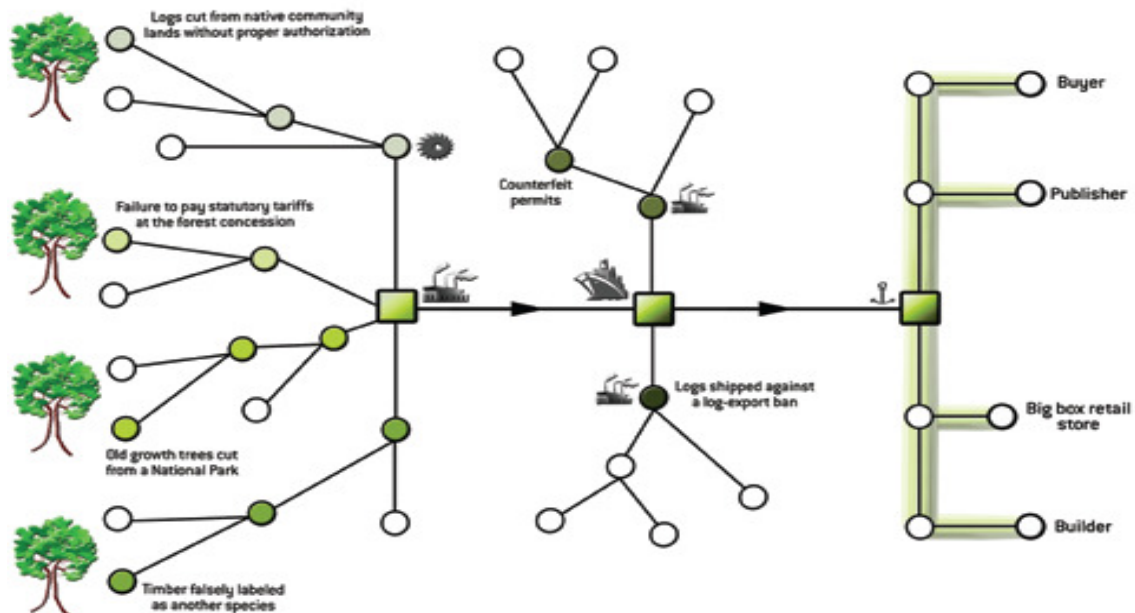 Logs cut from native community
lands without proper authorization
Failure to pay statutory tariffs
at the forest concession
Old growth trees cut
from a National Park
Timber falsely labeled
as another species
Counterfeit
permits
Logs shipped against
a log-export ban
Buyer
Publisher
Big box retail
store
Builder